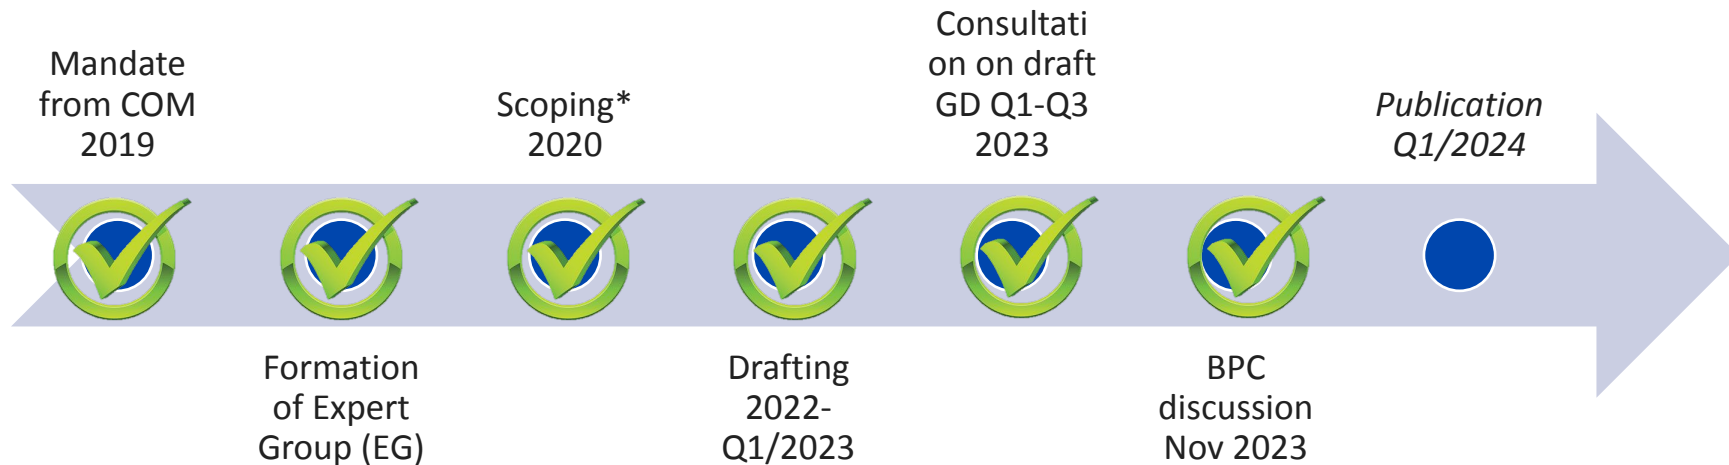 Mandate
from COM
2019
Formation
of Expert
Group (EG)
Scoping*
2020
Drafting
2022-
Q1/2023
Consultati
on on draft
GD Q1-Q3
2023
BPC
discussion
Nov 2023
Publication
Q1/2024